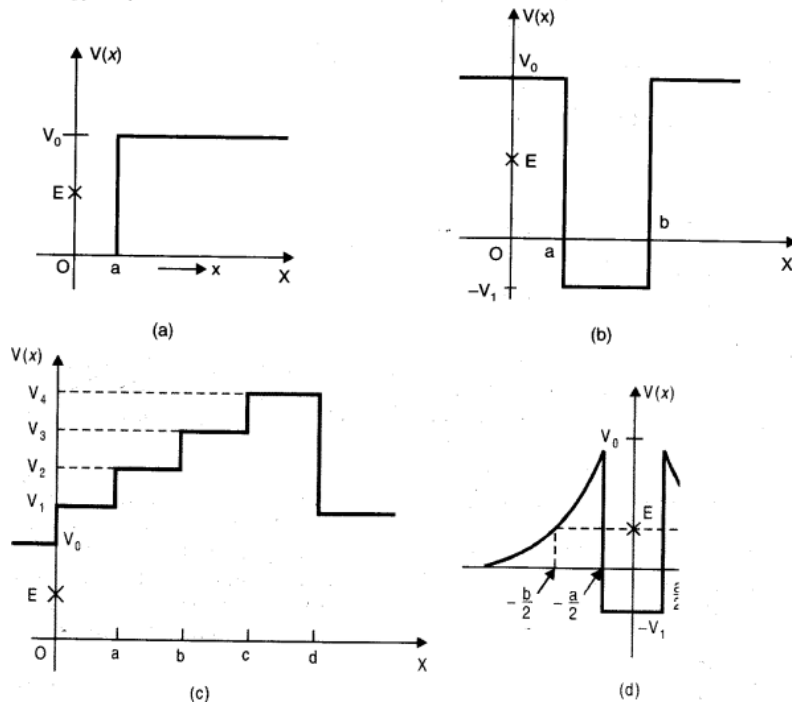 V(x)
V₀
E
O
a
x
X
(a)
V(x)
V₀
E
b
O
a
X
−V₁
(b)
V(x)
V₄
V₃
V₂
V₁
V₀
E
O
a
b
c
d
X
(c)
V(x)
V₀
E
−b/2
−a/2
−V₁
(d)